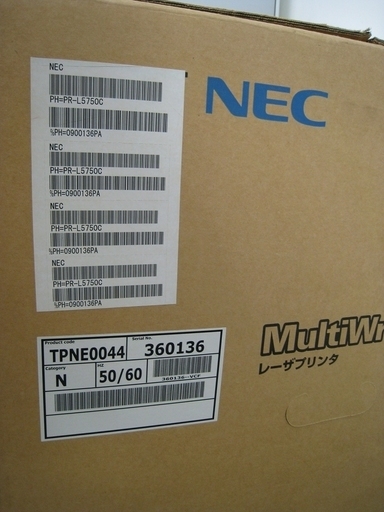 NEC
NEC
PH=PR-L5750C
%PH=0900136PA
NEC
PH=PR-L5750C
%PH=0900136PA
NEC
PH=PR-L5750C
%PH=0900136PA
NEC
PH=PR-L5750C
%PH=0900136PA
Product code
TPNE0044
Serial No.
360136
Category
N
HZ
50/60
360136-VCF
MultiWr
レーザプリンタ